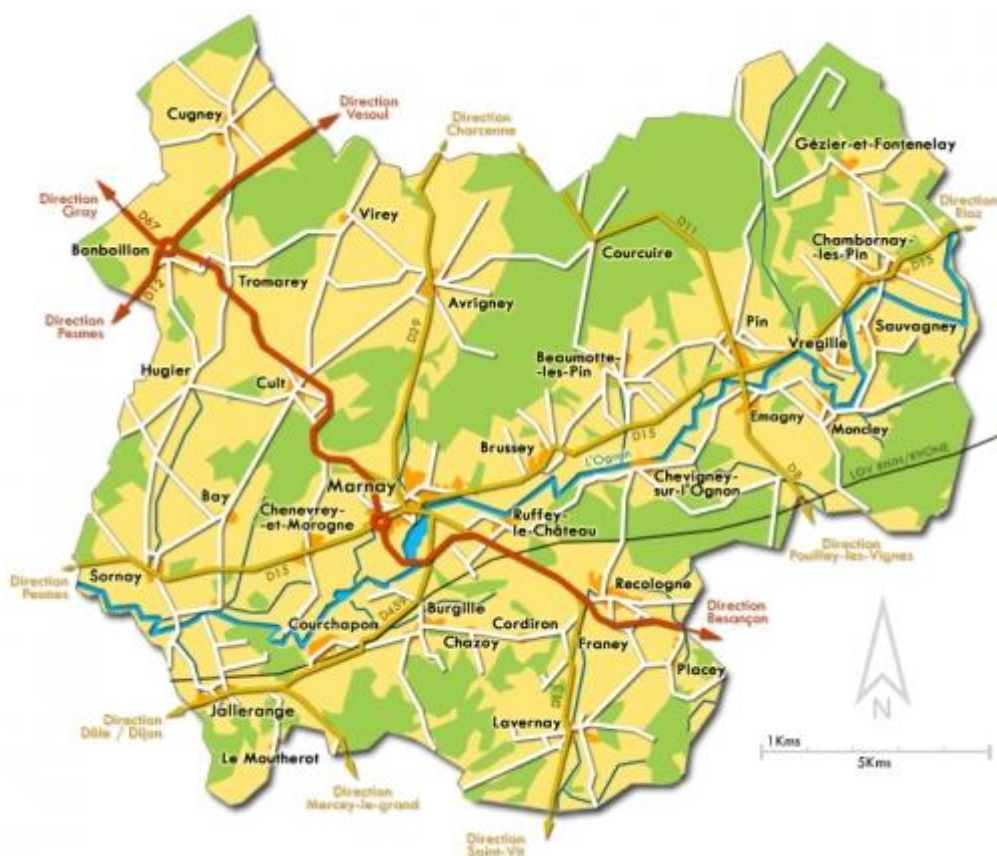 Cugney
Direction
Vesoul
Direction
Charcenne
Gézier-et-Fontenelay
Direction
Gray
D67
Virey
Direction
Rioz
Bonboillon
D12
Tromarey
Courcuire
D11
Chambornay-
-les-Pin
D15
Direction
Pesmes
Avrigney
D29
Pin
Vregille
Sauvagney
Hugier
Cult
Beaumotte-
-les-Pin
Emagny
Moncley
Brussey
D15
L'Ognon
LGV RHIN/RHONE
Marnay
Chevigney-
sur-l'Ognon
D8
Bay
Chenevrey-
-et-Morogne
Ruffey-
-le-Château
Direction
Pouilley-les-Vignes
Sornay
D15
Direction
Pesmes
D459
Recologne
Burgille
Courchapon
Chazoy
Cordiron
Franey
Direction
Besançon
Placey
Jallerange
Lavernay
N
Direction
Dôle / Dijon
Le Moutherot
1Kms
5Kms
Direction
Mercey-le-grand
Direction
Saint-Vit